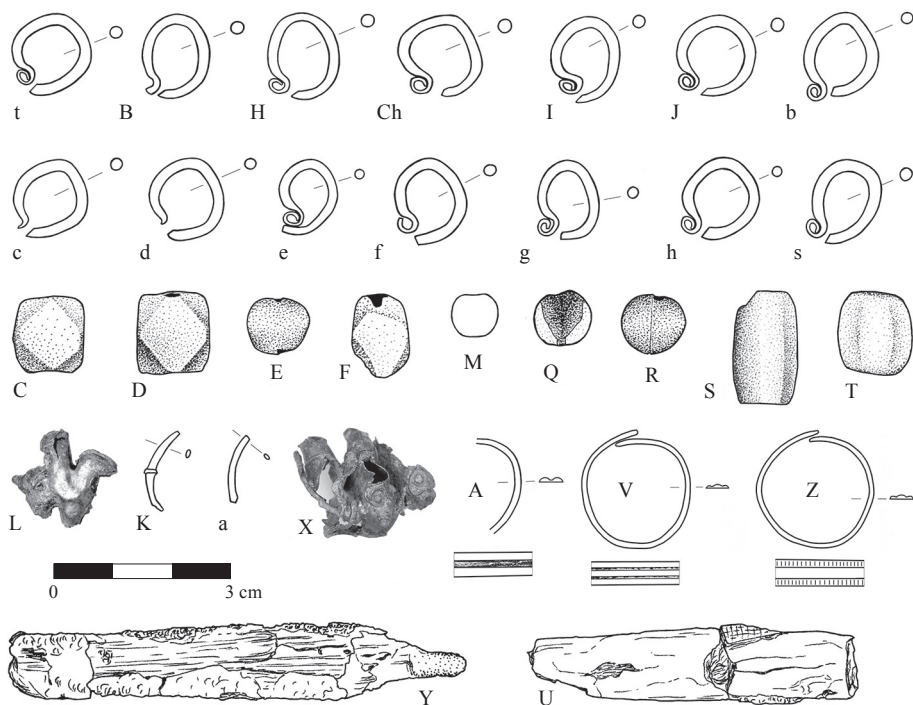 t B H Ch I J b
c d e f g h s
C D E F M Q R S T
L K a X A V Z
0 3 cm
Y U